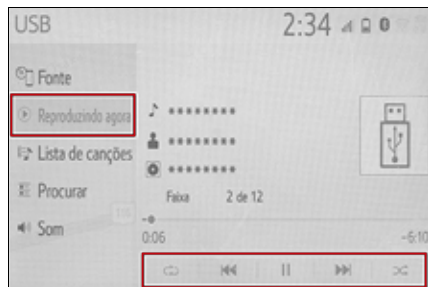 USB 2:34
Fonte
Reproduzindo agora
Lista de canções
Procurar
Som
********
********
********
Faixa 2 de 12
0:06 -6:10